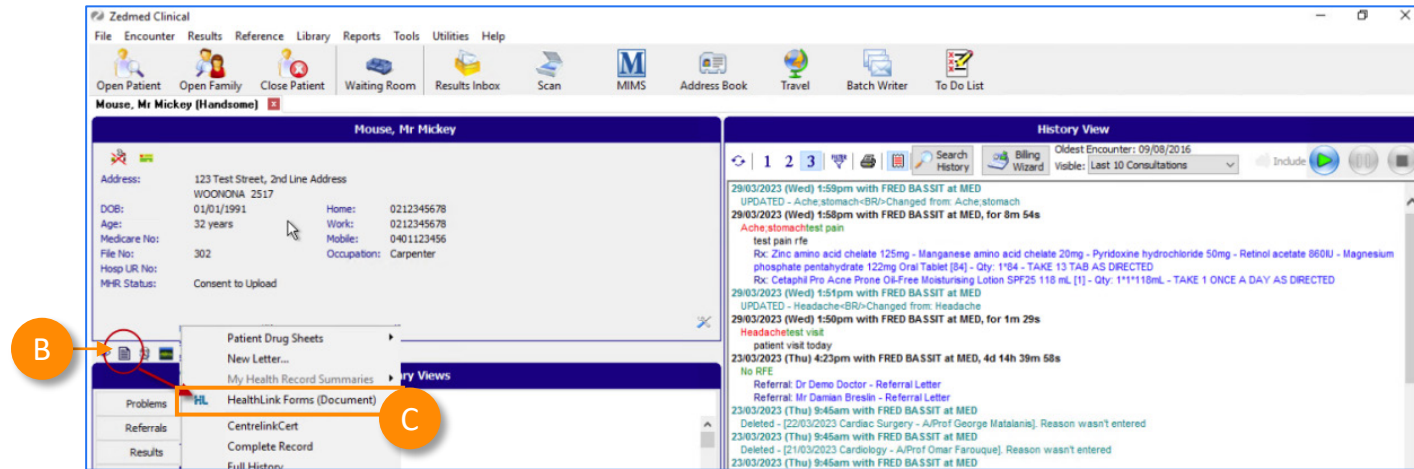 Zedmed Clinical
File Encounter Results Reference Library Reports Tools Utilities Help
Open Patient Open Family Close Patient Waiting Room Results Inbox Scan MIMS Address Book Travel Batch Writer To Do List
Mouse, Mr Mickey (Handsome)
Mouse, Mr Mickey
Address: 123 Test Street, 2nd Line Address
WOONONA 2517
DOB: 01/01/1991 Home: 0212345678
Age: 32 years Work: 0212345678
Medicare No: Mobile: 0401123456
File No: 302 Occupation: Carpenter
Hosp UR No:
MHR Status: Consent to Upload
B
Patient Drug Sheets
New Letter...
My Health Record Summaries
HL HealthLink Forms (Document)
C
CentrelinkCert
Complete Record
Full History
ry Views
Problems
Referrals
Results
History View
1 2 3 Search History Billing Wizard Oldest Encounter: 09/08/2016
Visible: Last 10 Consultations Include
29/03/2023 (Wed) 1:59pm with FRED BASSIT at MED
UPDATED - Ache;stomach<BR/>Changed from: Ache;stomach
29/03/2023 (Wed) 1:58pm with FRED BASSIT at MED, for 8m 54s
Ache;stomachtest pain
test pain rfe
Rx: Zinc amino acid chelate 125mg - Manganese amino acid chelate 20mg - Pyridoxine hydrochloride 50mg - Retinol acetate 860IU - Magnesium
phosphate pentahydrate 122mg Oral Tablet [84] - Qty: 1*84 - TAKE 13 TAB AS DIRECTED
Rx: Cetaphil Pro Acne Prone Oil-Free Moisturising Lotion SPF25 118 mL [1] - Qty: 1*1*118mL - TAKE 1 ONCE A DAY AS DIRECTED
29/03/2023 (Wed) 1:51pm with FRED BASSIT at MED
UPDATED - Headache<BR/>Changed from: Headache
29/03/2023 (Wed) 1:50pm with FRED BASSIT at MED, for 1m 29s
Headachetest visit
patient visit today
23/03/2023 (Thu) 4:23pm with FRED BASSIT at MED, 4d 14h 39m 58s
No RFE
Referral: Dr Demo Doctor - Referral Letter
Referral: Mr Damian Breslin - Referral Letter
23/03/2023 (Thu) 9:45am with FRED BASSIT at MED
Deleted - [22/03/2023 Cardiac Surgery - A/Prof George Matalanis]. Reason wasn't entered
23/03/2023 (Thu) 9:45am with FRED BASSIT at MED
Deleted - [21/03/2023 Cardiology - A/Prof Omar Farouque]. Reason wasn't entered
23/03/2023 (Thu) 9:45am with FRED BASSIT at MED